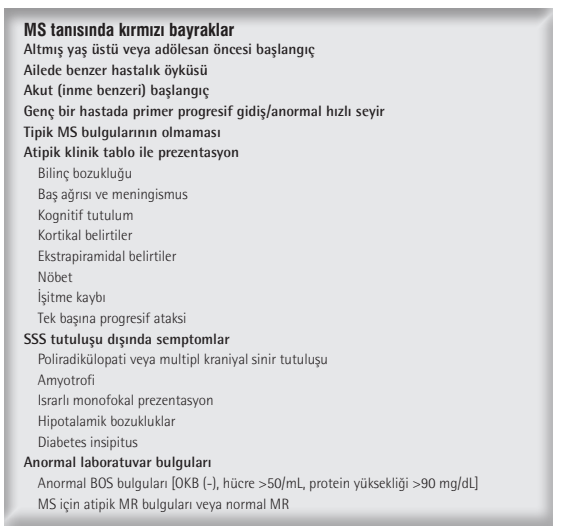 MS tanısında kırmızı bayraklar
Altmış yaş üstü veya adölesan öncesi başlangıç
Ailede benzer hastalık öyküsü
Akut (inme benzeri) başlangıç
Genç bir hastada primer progresif gidiş/anormal hızlı seyir
Tipik MS bulgularının olmaması
Atipik klinik tablo ile prezentasyon
Bilinç bozukluğu
Baş ağrısı ve meningismus
Kognitif tutulum
Kortikal belirtiler
Ekstrapiramidal belirtiler
Nöbet
İşitme kaybı
Tek başına progresif ataksi
SSS tutuluşu dışında semptomlar
Poliradikülopati veya multipl kraniyal sinir tutuluşu
Amyotrofi
Israrlı monofokal prezentasyon
Hipotalamik bozukluklar
Diabetes insipitus
Anormal laboratuvar bulguları
Anormal BOS bulguları [OKB (-), hücre >50/mL, protein yüksekliği >90 mg/dL]
MS için atipik MR bulguları veya normal MR